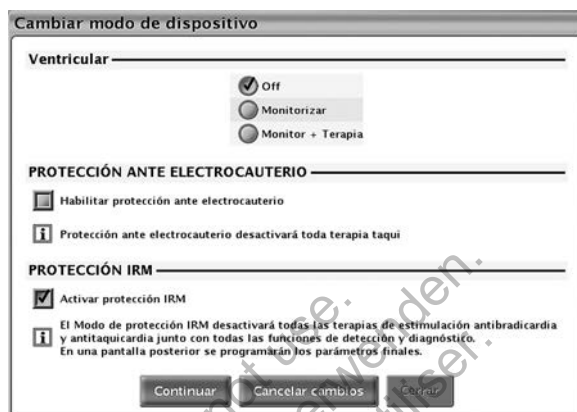 Cambiar modo de dispositivo
Ventricular
Off
Monitorizar
Monitor + Terapia
PROTECCIÓN ANTE ELECTROCAUTERIO
Habilitar protección ante electrocauterio
i Protección ante electrocauterio desactivará toda terapia taqui
PROTECCIÓN IRM
Activar protección IRM
i El Modo de protección IRM desactivará todas las terapias de estimulación antibradicardia
y antitaquicardia junto con todas las funciones de detección y diagnóstico.
En una pantalla posterior se programarán los parámetros finales.
not use.
wenden.
Continuar Cancelar cambios Cerrar